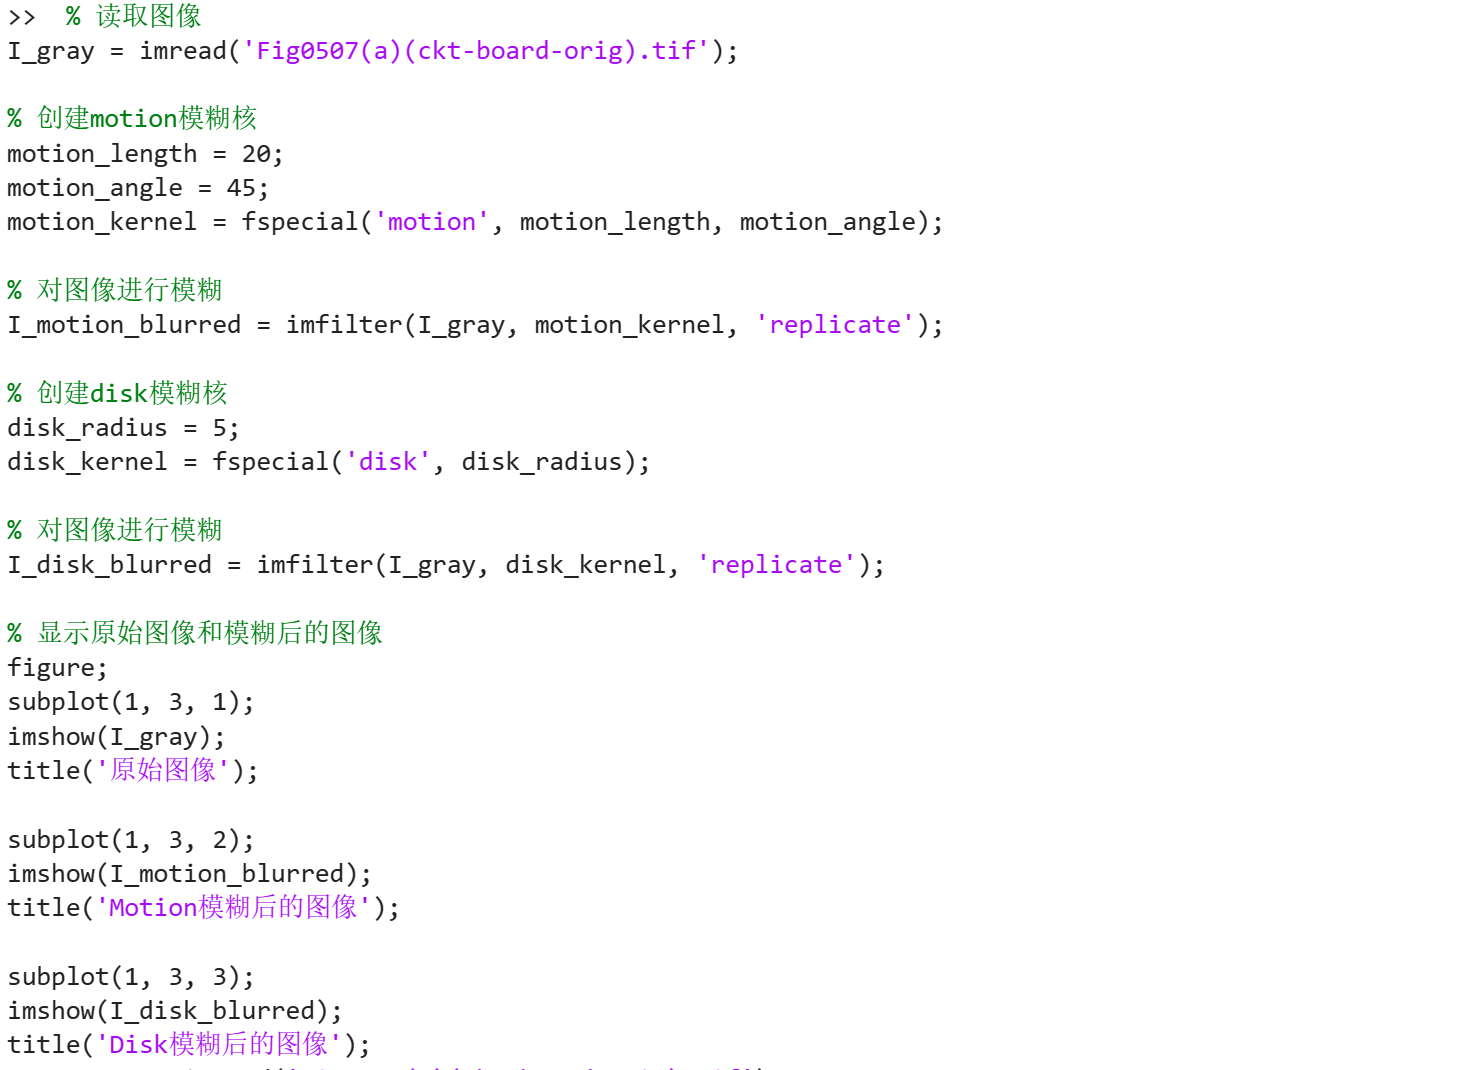 >>  % 读取图像
I_gray = imread('Fig0507(a)(ckt-board-orig).tif');
% 创建motion模糊核
motion_length = 20;
motion_angle = 45;
motion_kernel = fspecial('motion', motion_length, motion_angle);
% 对图像进行模糊
I_motion_blurred = imfilter(I_gray, motion_kernel, 'replicate');
% 创建disk模糊核
disk_radius = 5;
disk_kernel = fspecial('disk', disk_radius);
% 对图像进行模糊
I_disk_blurred = imfilter(I_gray, disk_kernel, 'replicate');
% 显示原始图像和模糊后的图像
figure;
subplot(1, 3, 1);
imshow(I_gray);
title('原始图像');
subplot(1, 3, 2);
imshow(I_motion_blurred);
title('Motion模糊后的图像');
subplot(1, 3, 3);
imshow(I_disk_blurred);
title('Disk模糊后的图像');